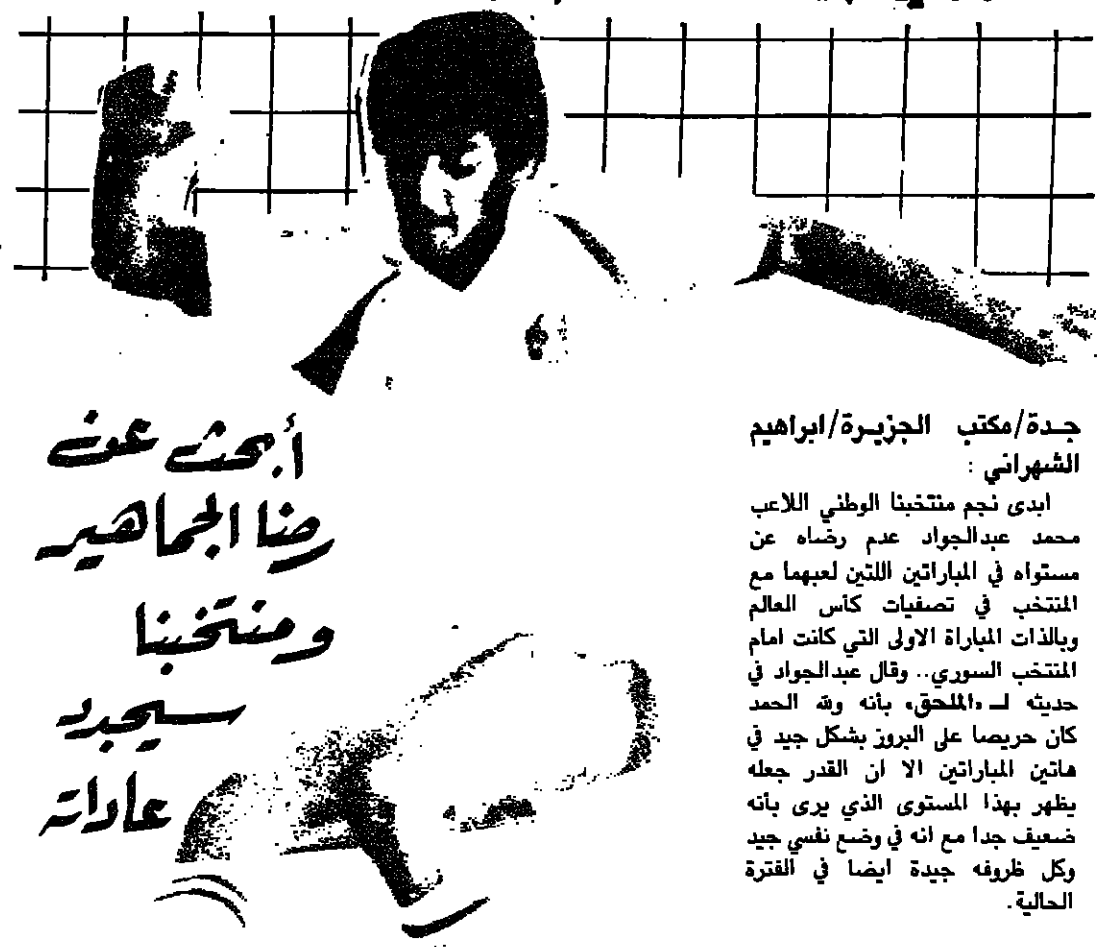 جدة/مكتب الجزيرة/ابراهيم
الشهراني :
ابدى نجم منتخبنا الوطني اللاعب
محمد عبدالجواد عدم رضاه عن
مستواه في المباراتين اللتين لعبهما مع
المنتخب في تصفيات كأس العالم
وبالذات المباراة الاولى التي كانت امام
المنتخب السوري.. وقال عبدالجواد في
حديثه لــ «الملحق» بأنه ولله الحمد
كان حريصا على البروز بشكل جيد في
هاتين المباراتين الا ان القدر جعله
يظهر بهذا المستوى الذي يرى بأنه
ضعيف جدا مع انه في وضع نفسي جيد
وكل ظروفه جيدة ايضا في الفترة
الحالية.
أبحث عن
رضا الجماهير
ومنتخبنا
سيجدد
عاداته